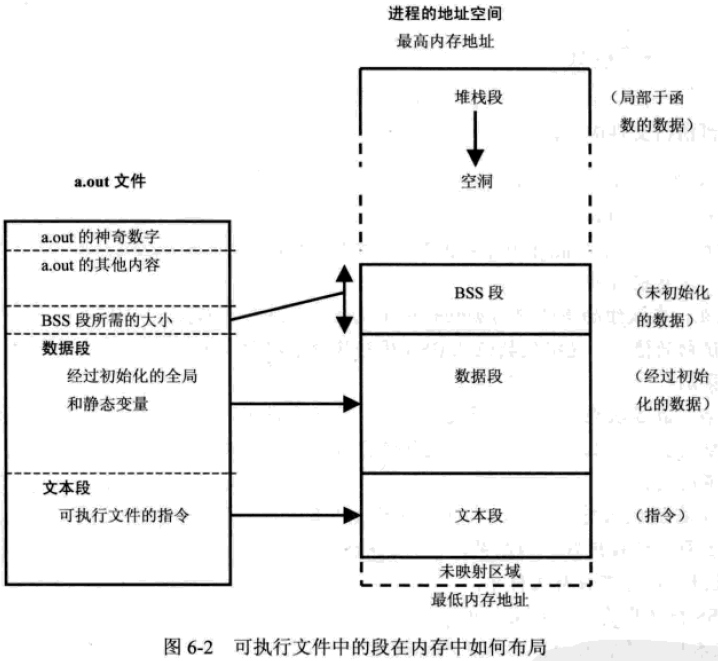 进程的地址空间
最高内存地址
堆栈段
（局部于函
数的数据）
空洞
a.out 文件
a.out 的神奇数字
a.out 的其他内容
BSS 段所需的大小
BSS 段
（未初始化
的数据）
数据段
经过初始化的全局
和静态变量
数据段
（经过初始
化的数据）
文本段
可执行文件的指令
文本段
（指令）
未映射区域
最低内存地址
图 6-2 可执行文件中的段在内存中如何布局